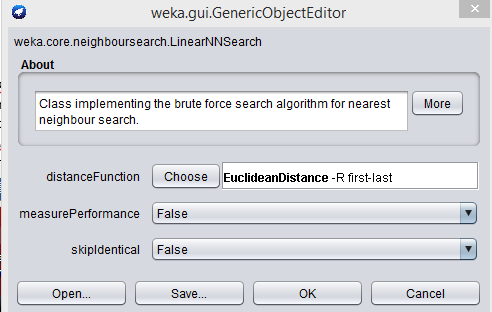 weka.gui.GenericObjectEditor
weka.core.neighboursearch.LinearNNSearch
About
Class implementing the brute force search algorithm for nearest
neighbour search.
More
distanceFunction Choose EuclideanDistance -R first-last
measurePerformance False
skipIdentical False
Open... Save... OK Cancel